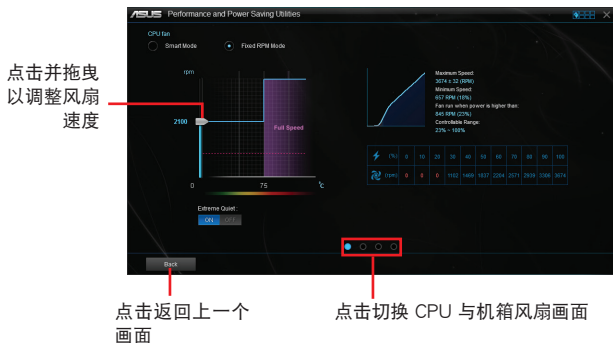 ASUS Performance and Power Saving Utilities
CPU fan
Smart Mode
Fixed RPM Mode
rpm
2100
Full Speed
0
75
°c
Extreme Quiet:
ON OFF
Maximum Speed:
3674 ± 32 (RPM)
Minimum Speed:
657 RPM (18%)
Fan run when power is higher than:
845 RPM (23%)
Controllable Range:
23% ~ 100%
(%) 0 10 20 30 40 50 60 70 80 90 100
(rpm) 0 0 0 1102 1469 1837 2204 2571 2939 3306 3674
Back
点击并拖曳
以调整风扇
速度
点击返回上一个
画面
点击切换 CPU 与机箱风扇画面